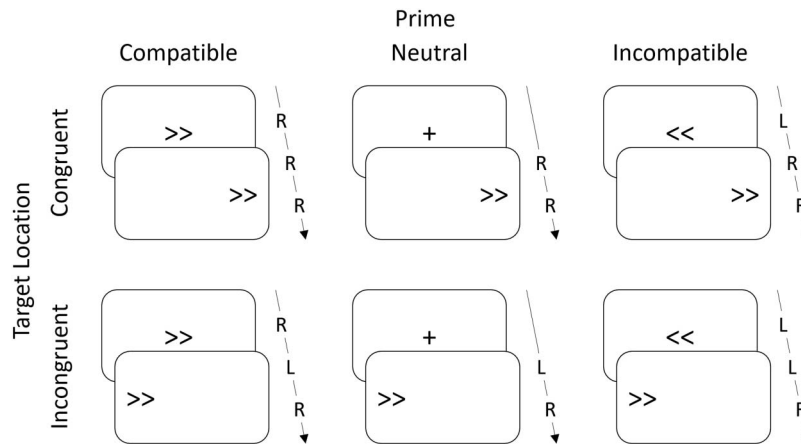 Prime
Compatible Neutral Incompatible
Target Location
Congruent
>> + <<
R L
R R R
>> >> >>
R R
Incongruent
>> + <<
R L
L L L
>> >> >>
R R